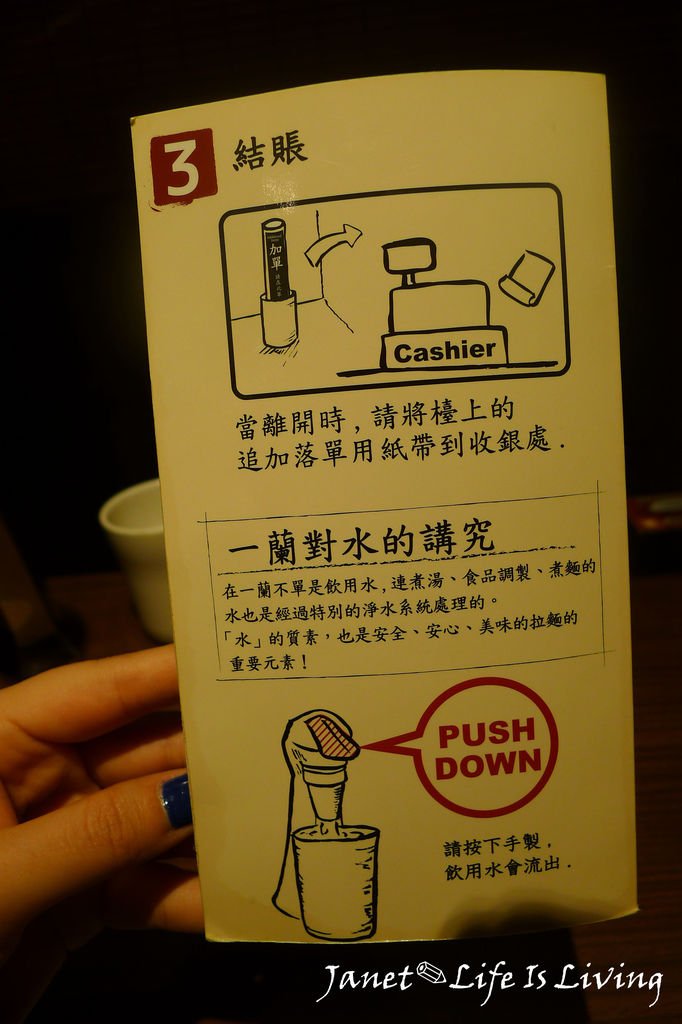 3 結賬
加單
Cashier
當離開時，請將檯上的
追加落單用紙帶到收銀處.
一蘭對水的講究
在一蘭不單是飲用水，連煮湯、食品調製、煮麵的
水也是經過特別的淨水系統處理的。
「水」的質素，也是安全、安心、美味的拉麵的
重要元素！
PUSH
DOWN
請按下手製，
飲用水會流出.
Janet Life Is Living